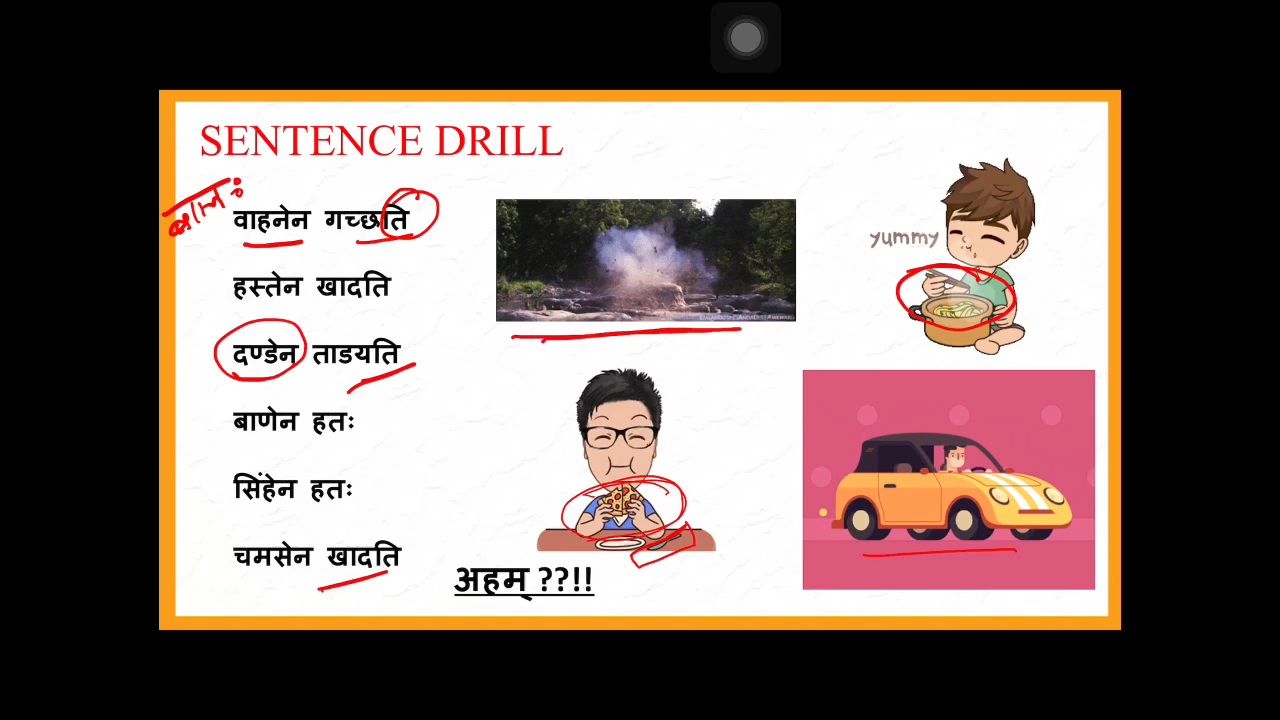 SENTENCE DRILL
वाहनेन गच्छति
हस्तेन खादति
दण्डेन ताडयति
बाणेन हतः
सिंहेन हतः
चमसेन खादति
yummy
अहम् ??!!